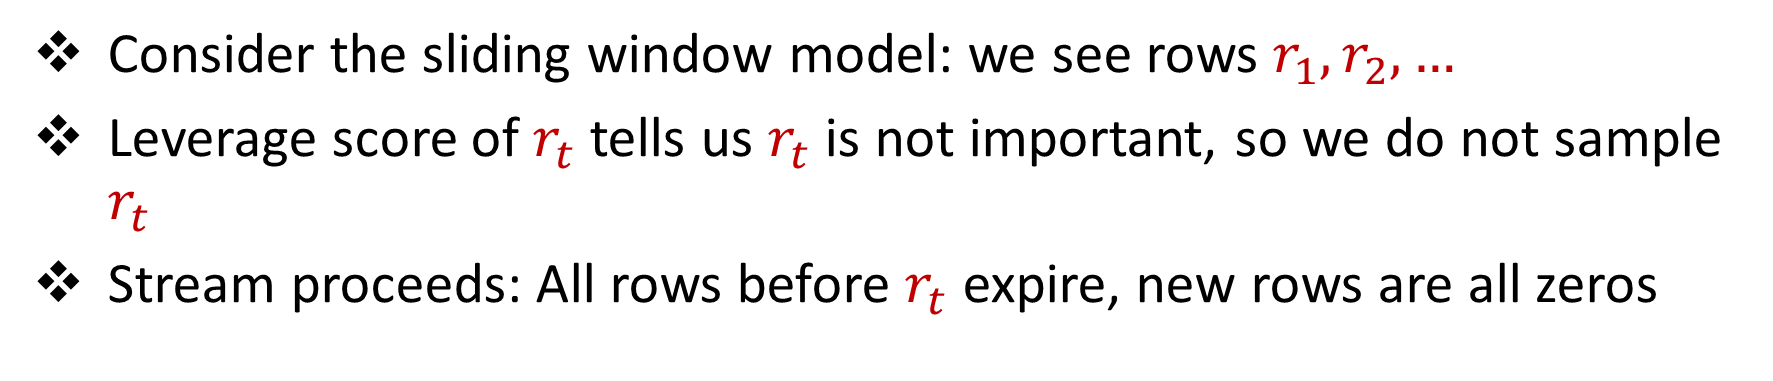 ❖ Consider the sliding window model: we see rows r₁, r₂, …
❖ Leverage score of rₜ tells us rₜ is not important, so we do not sample
rₜ
❖ Stream proceeds: All rows before rₜ expire, new rows are all zeros